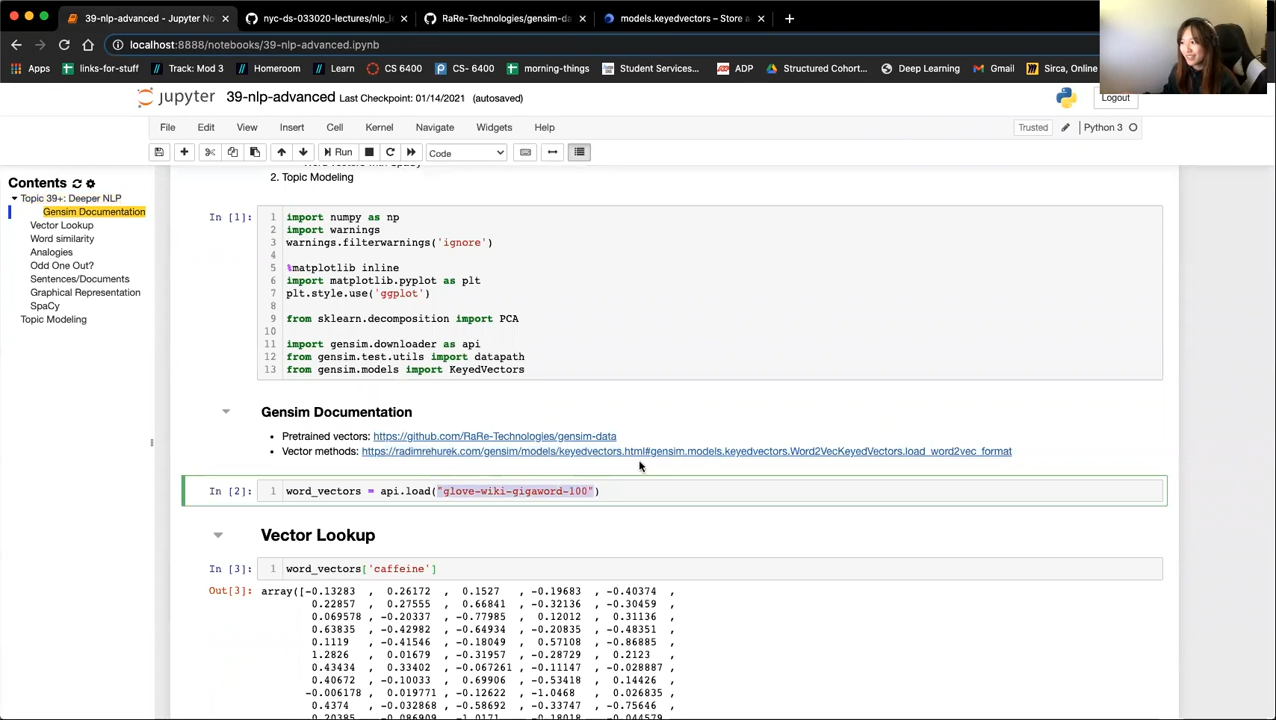 39-nlp-advanced - Jupyter No
nyc-ds-033020-lectures/nlp_l
RaRe-Technologies/gensim-da
models.keyedvectors – Store a
localhost:8888/notebooks/39-nlp-advanced.ipynb
Apps links-for-stuff Track: Mod 3 Homeroom Learn CS 6400 CS- 6400 morning-things Student Services... ADP Structured Cohort... Deep Learning Gmail Sirca, Online
jupyter 39-nlp-advanced Last Checkpoint: 01/14/2021 (autosaved) Logout
File Edit View Insert Cell Kernel Navigate Widgets Help Trusted Python 3
Run Code
Contents
Topic 39+: Deeper NLP
Gensim Documentation
Vector Lookup
Word similarity
Analogies
Odd One Out?
Sentences/Documents
Graphical Representation
SpaCy
Topic Modeling
2. Topic Modeling
In [1]:
1 import numpy as np
2 import warnings
3 warnings.filterwarnings('ignore')
4
5 %matplotlib inline
6 import matplotlib.pyplot as plt
7 plt.style.use('ggplot')
8
9 from sklearn.decomposition import PCA
10
11 import gensim.downloader as api
12 from gensim.test.utils import datapath
13 from gensim.models import KeyedVectors
Gensim Documentation
• Pretrained vectors: https://github.com/RaRe-Technologies/gensim-data
• Vector methods: https://radimrehurek.com/gensim/models/keyedvectors.html#gensim.models.keyedvectors.Word2VecKeyedVectors.load_word2vec_format
In [2]: 1 word_vectors = api.load("glove-wiki-gigaword-100")
Vector Lookup
In [3]: 1 word_vectors['caffeine']
Out[3]: array([-0.13283 , 0.26172 , 0.1527 , -0.19683 , -0.40374 ,
0.22857 , 0.27555 , 0.66841 , -0.32136 , -0.30459 ,
0.069578 , -0.20337 , -0.77985 , 0.12012 , 0.31136 ,
0.63835 , -0.42982 , -0.64934 , -0.20835 , -0.48351 ,
0.1119 , -0.41546 , -0.18049 , 0.57108 , -0.86885 ,
1.2826 , 0.01679 , -0.31957 , -0.28729 , 0.2123 ,
0.43434 , 0.33402 , -0.067261 , -0.11147 , -0.028887 ,
0.40672 , -0.10033 , 0.69906 , -0.53418 , 0.14426 ,
-0.006178 , 0.019771 , -0.12622 , -1.0468 , 0.026835 ,
0.4374 , -0.032868 , -0.58692 , -0.33747 , -0.75646 ,
0.20385 , -0.086909 , -1.0171 , -0.18018 , -0.044579 ,